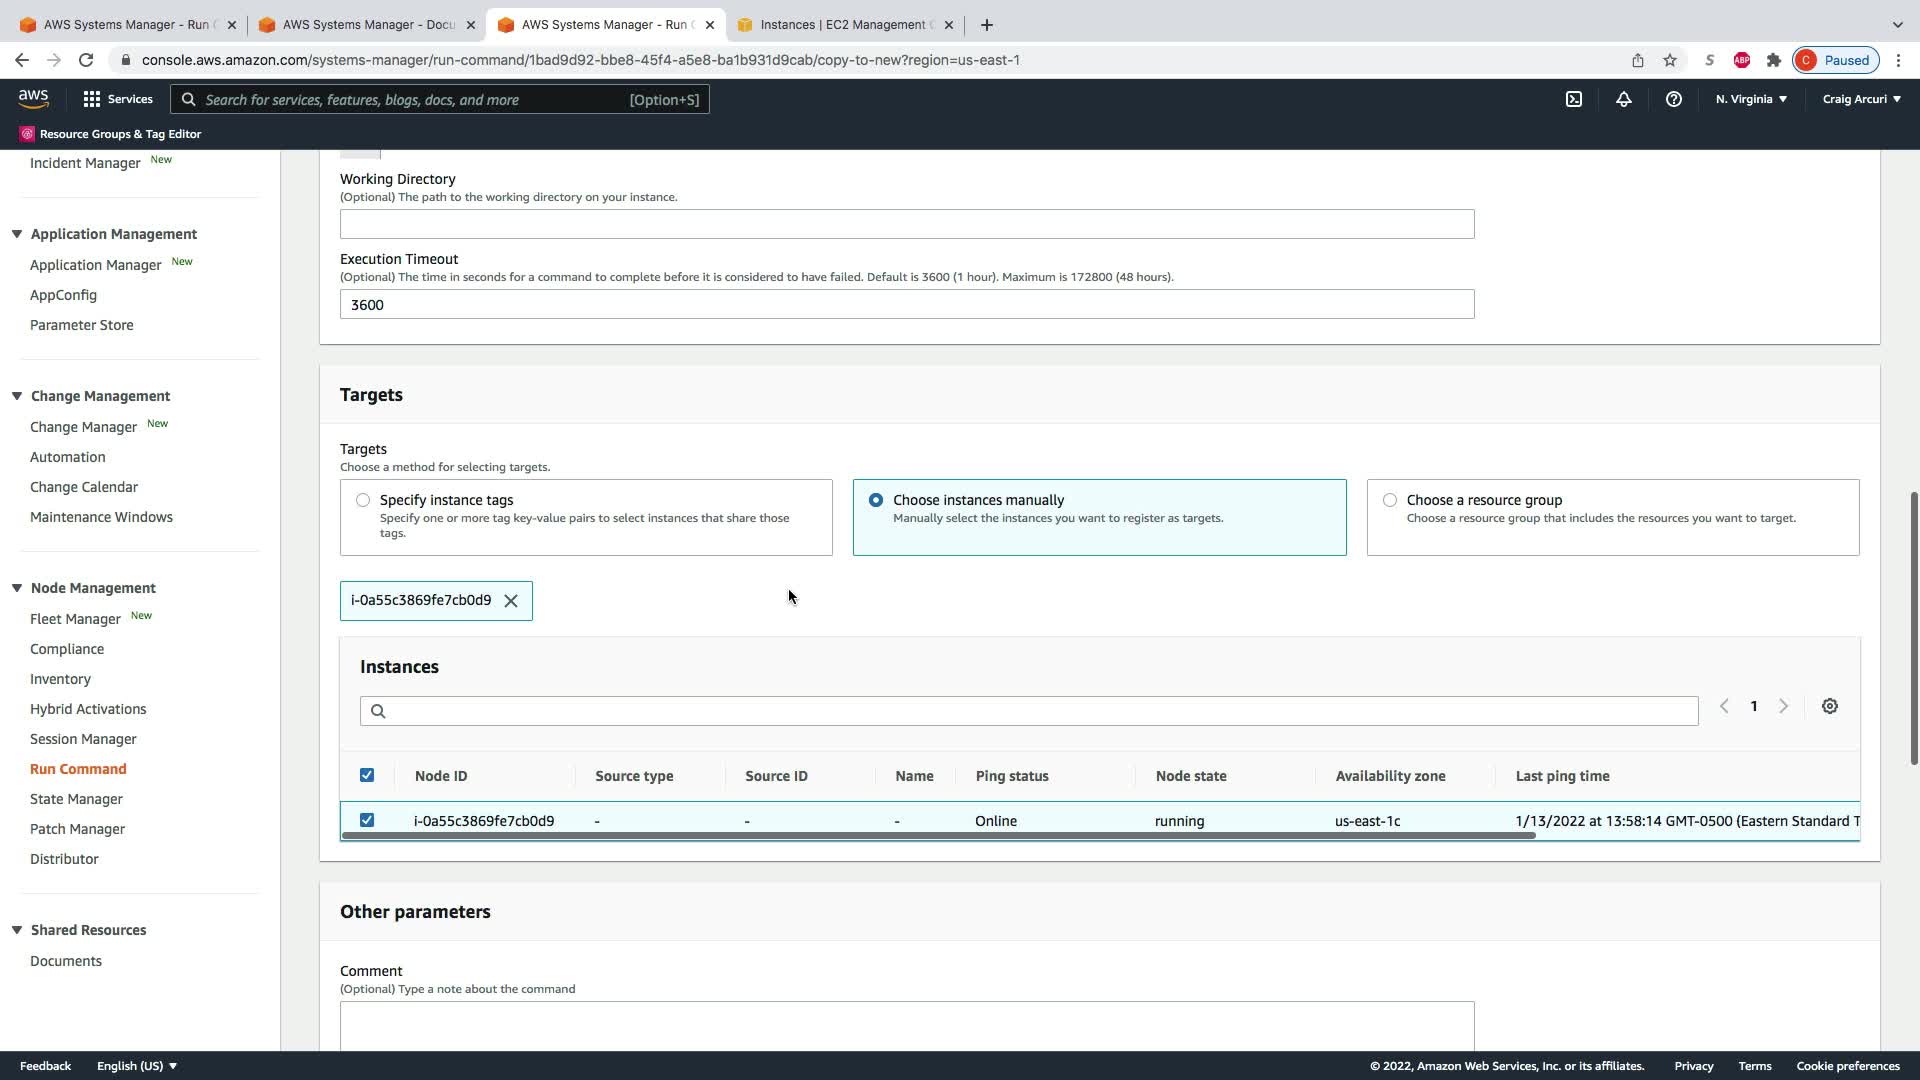 AWS Systems Manager - Run C
AWS Systems Manager - Docu
AWS Systems Manager - Run C
Instances | EC2 Management C
console.aws.amazon.com/systems-manager/run-command/1bad9d92-bbe8-45f4-a5e8-ba1b931d9cab/copy-to-new?region=us-east-1
S
ABP
C Paused
aws
Services
Search for services, features, blogs, docs, and more [Option+S]
N. Virginia
Craig Arcuri
Resource Groups & Tag Editor
Incident Manager New
Application Management
Application Manager New
AppConfig
Parameter Store
Change Management
Change Manager New
Automation
Change Calendar
Maintenance Windows
Node Management
Fleet Manager New
Compliance
Inventory
Hybrid Activations
Session Manager
Run Command
State Manager
Patch Manager
Distributor
Shared Resources
Documents
Working Directory
(Optional) The path to the working directory on your instance.
Execution Timeout
(Optional) The time in seconds for a command to complete before it is considered to have failed. Default is 3600 (1 hour). Maximum is 172800 (48 hours).
3600
Targets
Targets
Choose a method for selecting targets.
Specify instance tags
Specify one or more tag key-value pairs to select instances that share those
tags.
Choose instances manually
Manually select the instances you want to register as targets.
Choose a resource group
Choose a resource group that includes the resources you want to target.
i-0a55c3869fe7cb0d9
Instances
1
Node ID Source type Source ID Name Ping status Node state Availability zone Last ping time
i-0a55c3869fe7cb0d9 - - - Online running us-east-1c 1/13/2022 at 13:58:14 GMT-0500 (Eastern Standard T
Other parameters
Comment
(Optional) Type a note about the command
Feedback English (US)
© 2022, Amazon Web Services, Inc. or its affiliates. Privacy Terms Cookie preferences